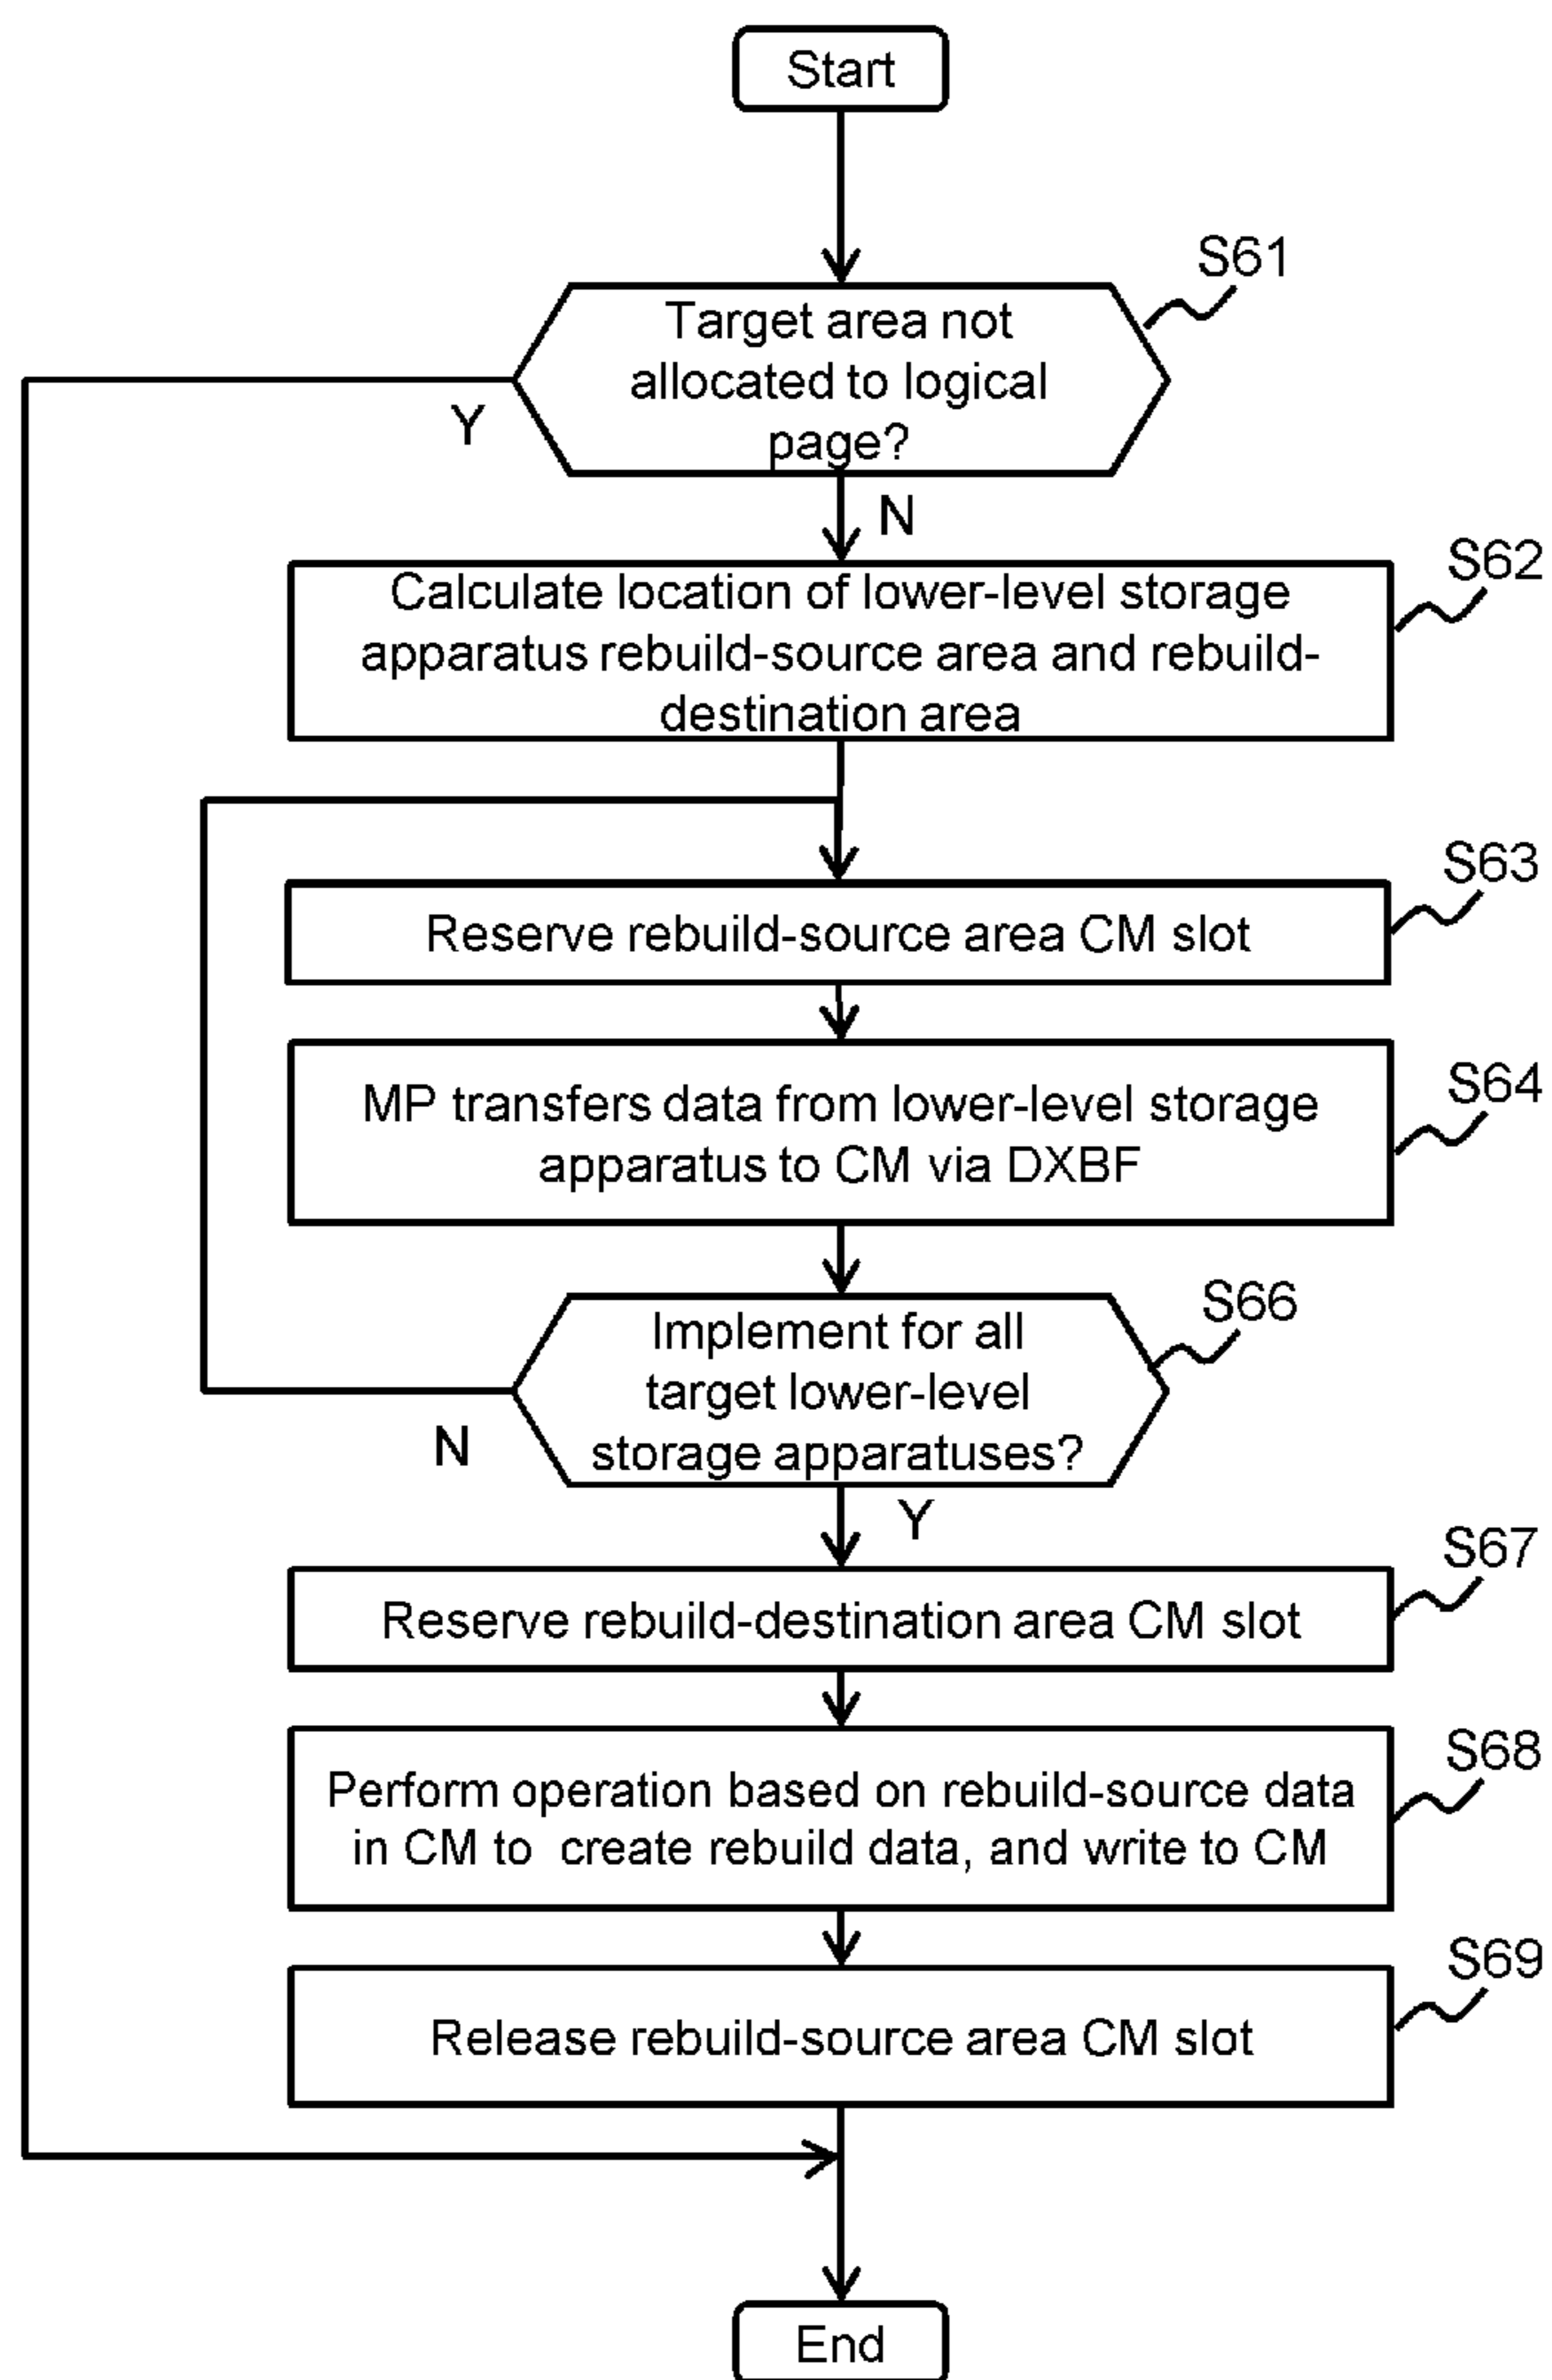 Start
S61
Target area not
allocated to logical
page?
Y
N
S62
Calculate location of lower-level storage
apparatus rebuild-source area and rebuild-
destination area
S63
Reserve rebuild-source area CM slot
S64
MP transfers data from lower-level storage
apparatus to CM via DXBF
S66
Implement for all
target lower-level
storage apparatuses?
N
Y
S67
Reserve rebuild-destination area CM slot
S68
Perform operation based on rebuild-source data
in CM to create rebuild data, and write to CM
S69
Release rebuild-source area CM slot
End